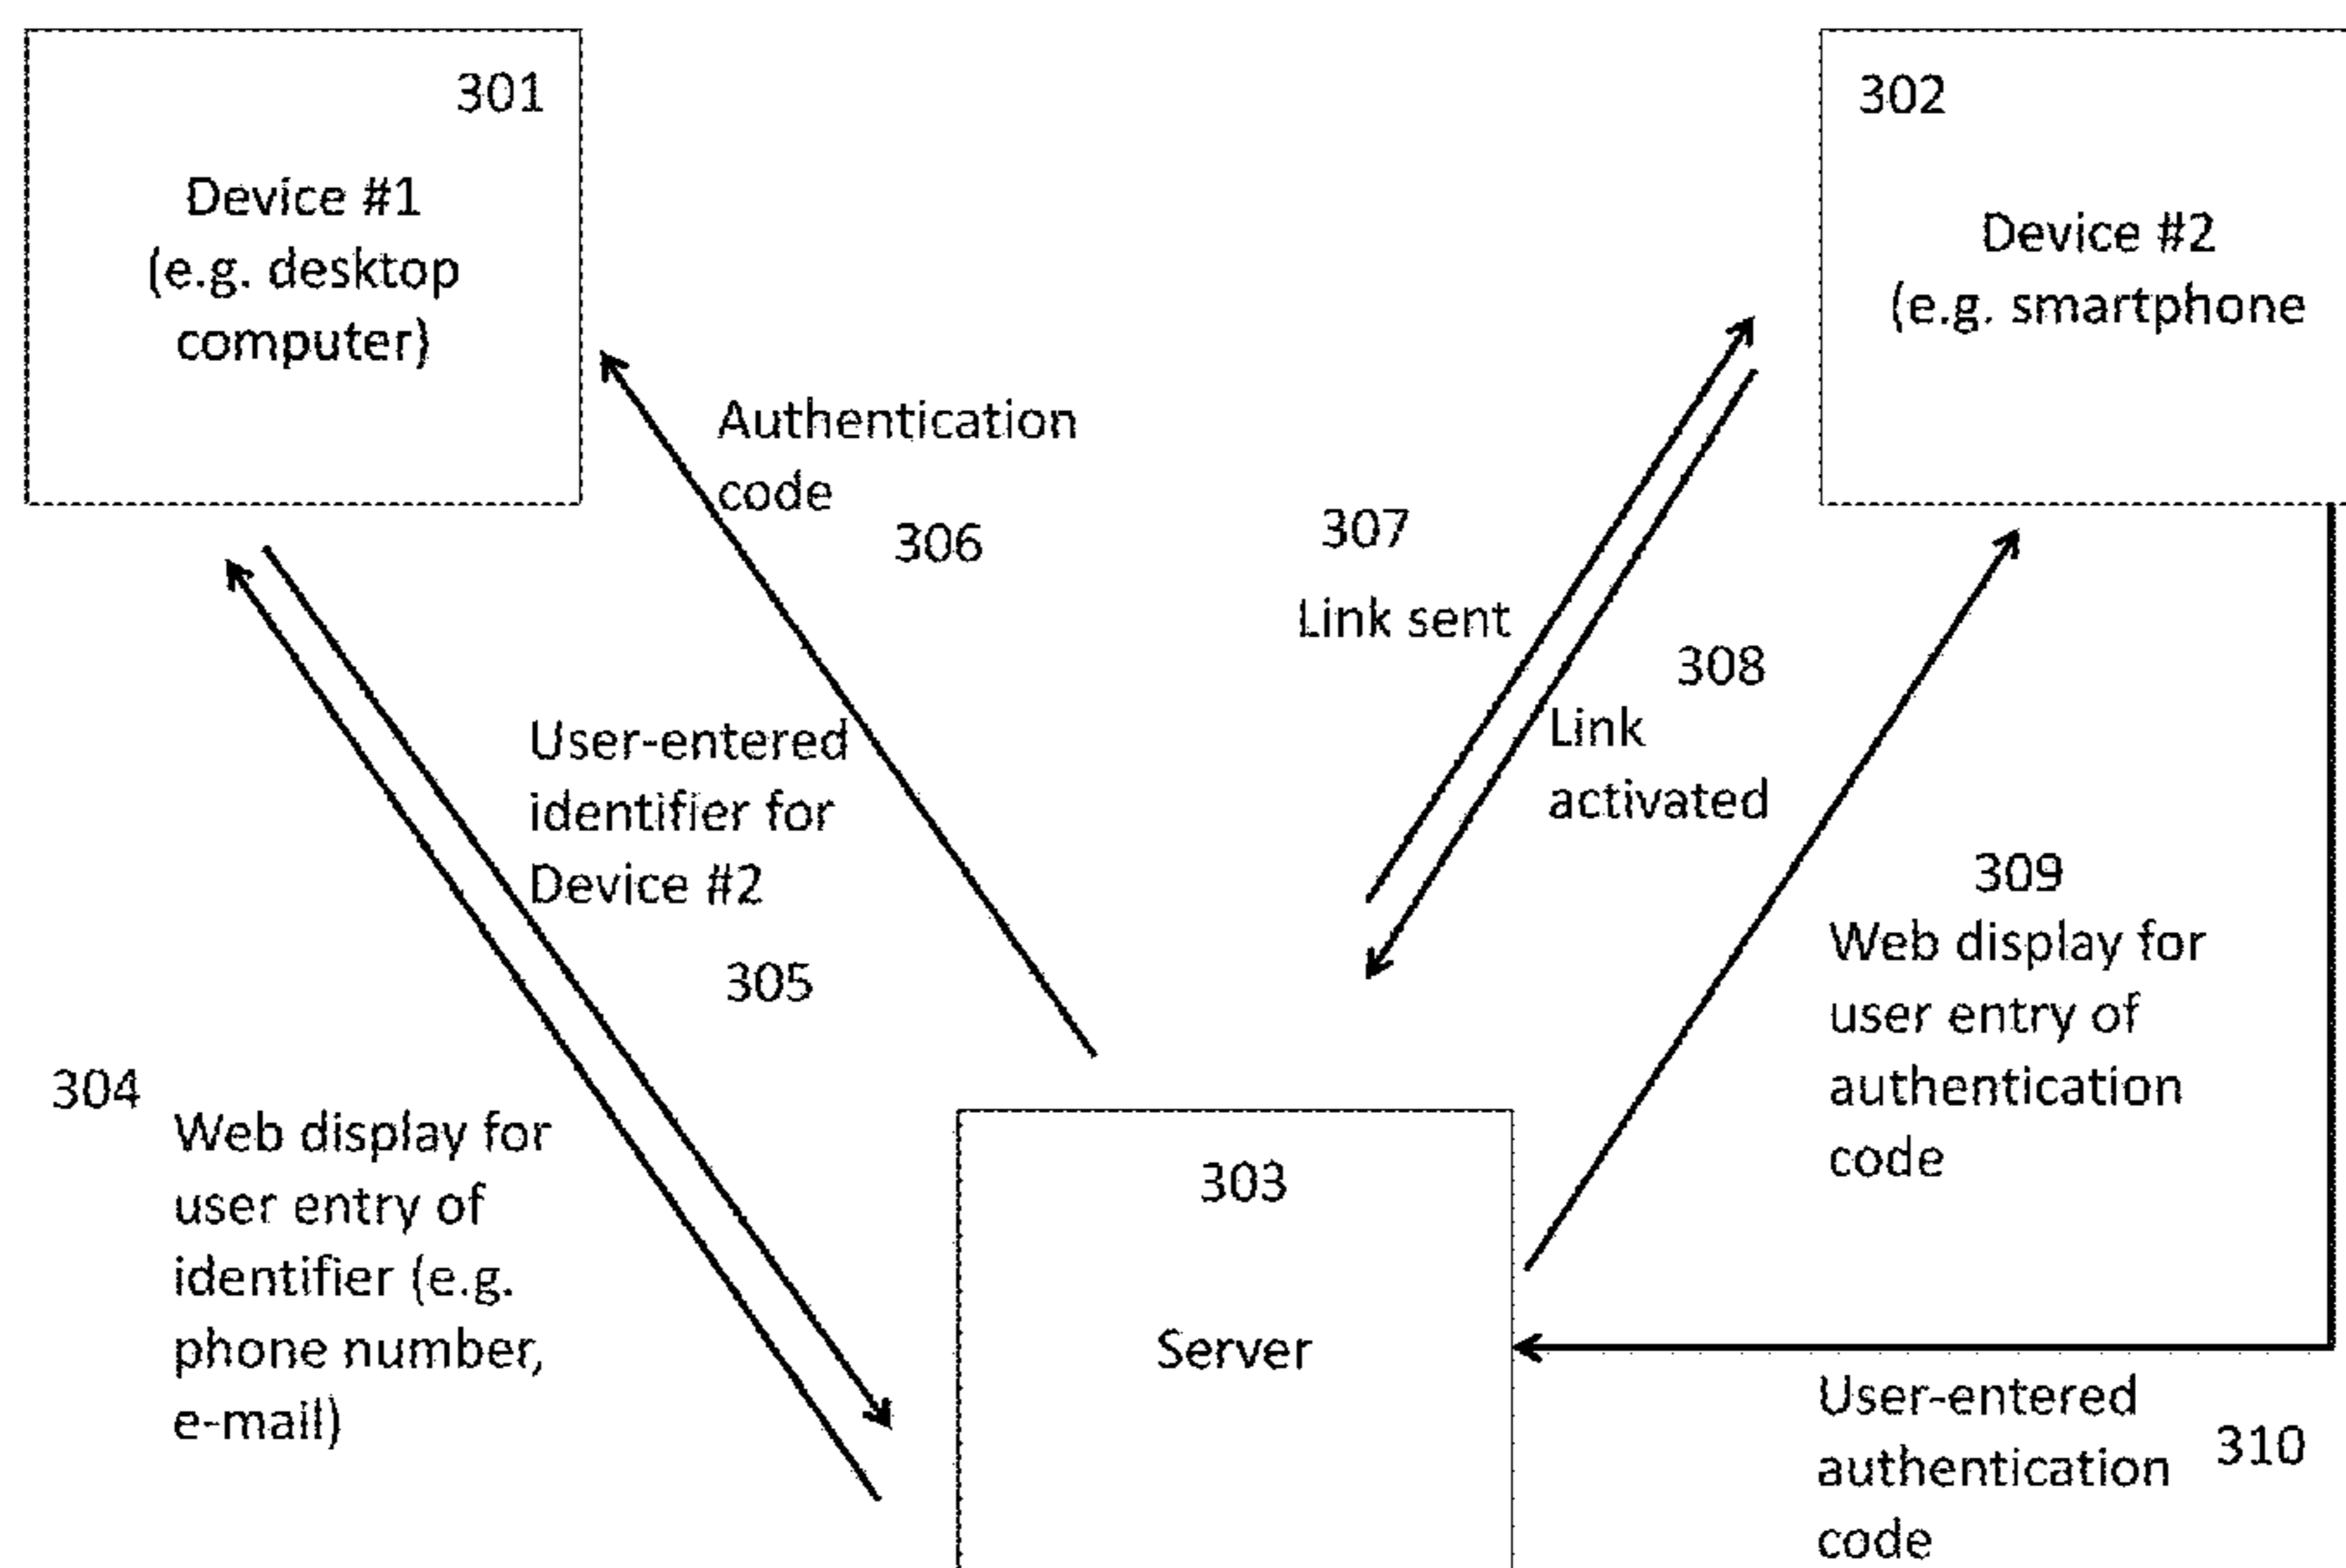 301
Device #1
(e.g. desktop
computer)
302
Device #2
(e.g. smartphone
Authentication
code
306
307
Link sent
308
Link
activated
User-entered
identifier for
Device #2
305
309
Web display for
user entry of
authentication
code
304
Web display for
user entry of
identifier (e.g.
phone number,
e-mail)
303
Server
User-entered
authentication
code
310